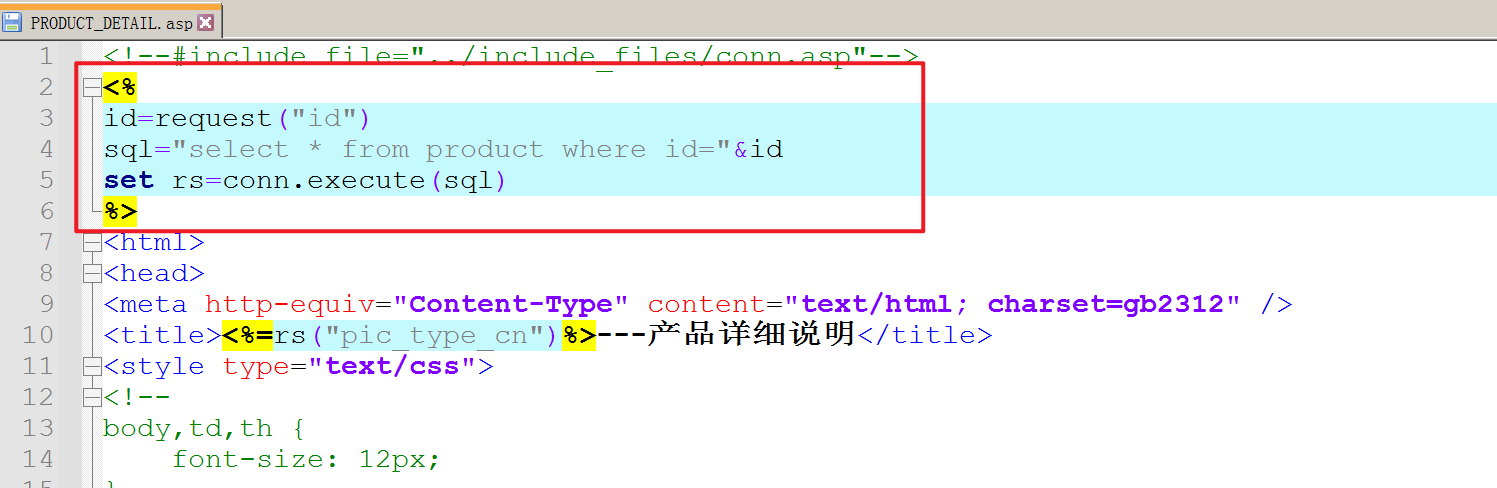 PRODUCT_DETAIL.asp
1 <!--#include file="../include_files/conn.asp"-->
2 <%
3 id=request("id")
4 sql="select * from product where id="&id
5 set rs=conn.execute(sql)
6 %>
7 <html>
8 <head>
9 <meta http-equiv="Content-Type" content="text/html; charset=gb2312" />
10 <title><%=rs("pic_type_cn")%>---产品详细说明</title>
11 <style type="text/css">
12 <!--
13 body,td,th {
14 font-size: 12px;
15 }